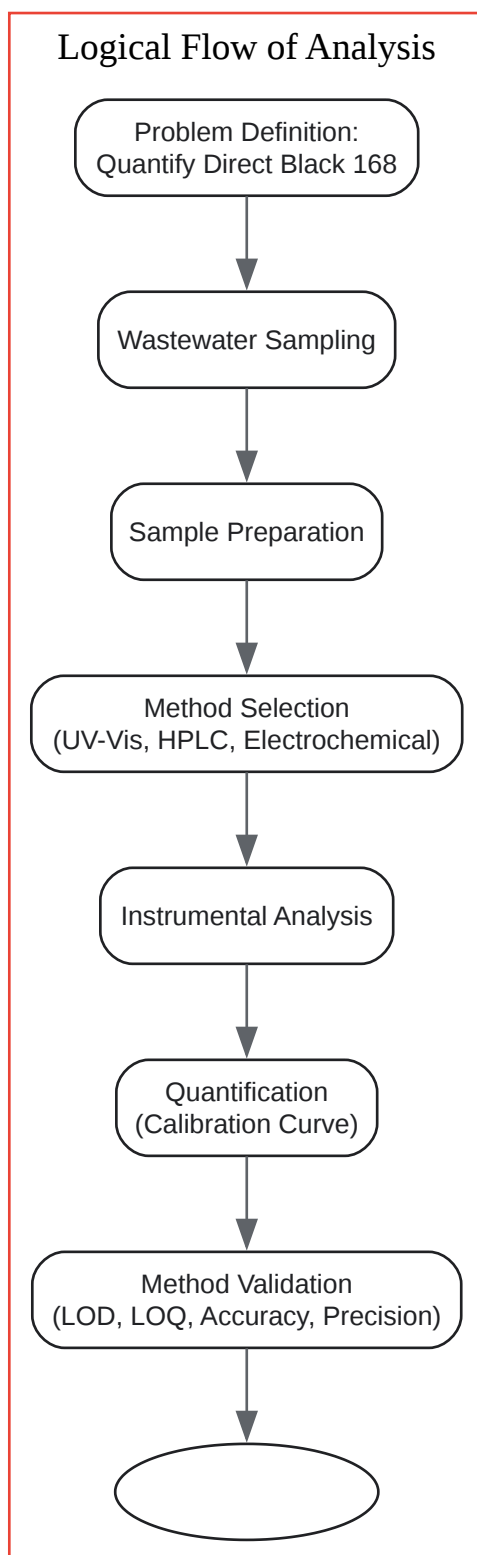 Logical Flow of Analysis
Problem Definition:
Quantify Direct Black 168
Wastewater Sampling
Sample Preparation
Method Selection
(UV-Vis, HPLC, Electrochemical)
Instrumental Analysis
Quantification
(Calibration Curve)
Method Validation
(LOD, LOQ, Accuracy, Precision)